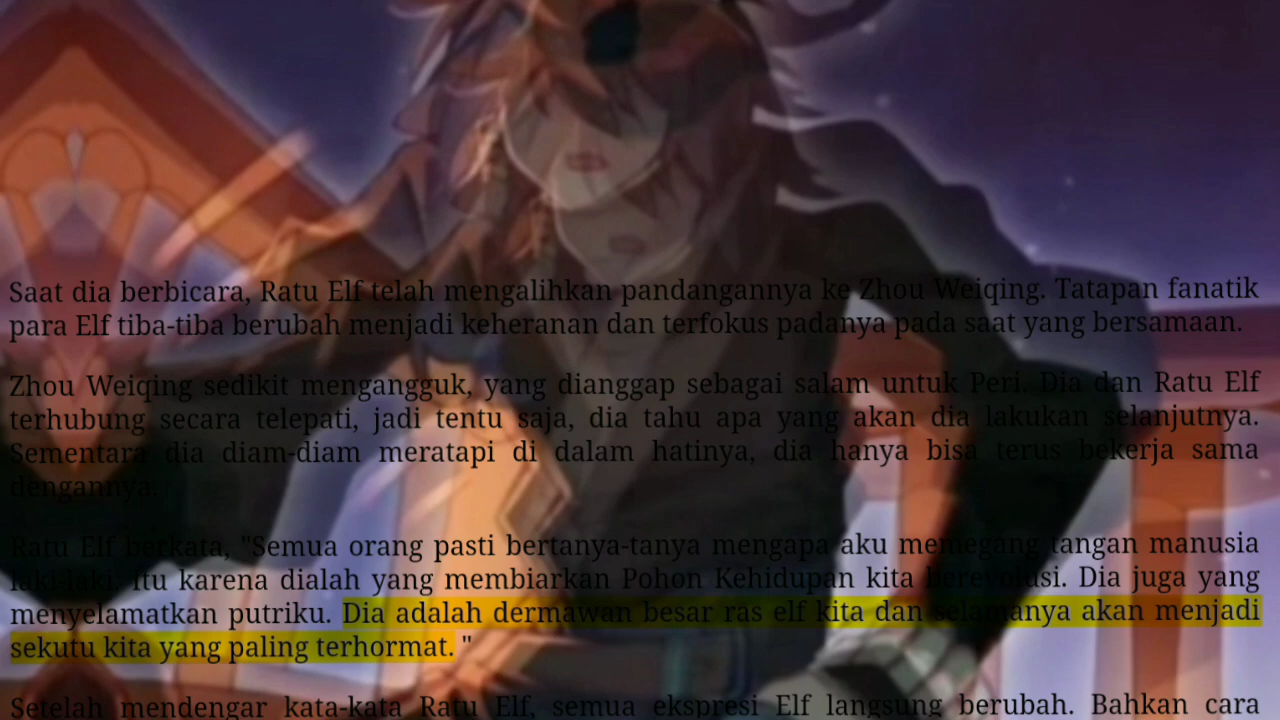 Saat dia berbicara, Ratu Elf telah mengalihkan pandangannya ke Zhou Weiqing. Tatapan fanatik
para Elf tiba-tiba berubah menjadi keheranan dan terfokus padanya pada saat yang bersamaan.
Zhou Weiqing sedikit mengangguk, yang dianggap sebagai salam untuk Peri. Dia dan Ratu Elf
terhubung secara telepati, jadi tentu saja, dia tahu apa yang akan dia lakukan selanjutnya.
Sementara dia diam-diam meratapi di dalam hatinya, dia hanya bisa terus bekerja sama
dengannya.
Ratu Elf berkata, "Semua orang pasti bertanya-tanya mengapa aku memegang tangan manusia
laki-laki. Itu karena dialah yang membiarkan Pohon Kehidupan kita berevolusi. Dia juga yang
menyelamatkan putriku. Dia adalah dermawan besar ras elf kita dan selamanya akan menjadi
sekutu kita yang paling terhormat. "
Setelah mendengar kata-kata Ratu Elf, semua ekspresi Elf langsung berubah. Bahkan cara